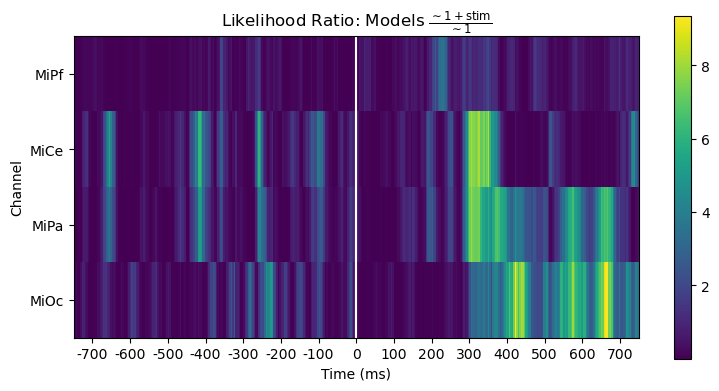 Likelihood Ratio: Models ~1+stim / ~1
MiPf
MiCe
MiPa
MiOc
Channel
-700 -600 -500 -400 -300 -200 -100 0 100 200 300 400 500 600 700
Time (ms)
8
6
4
2